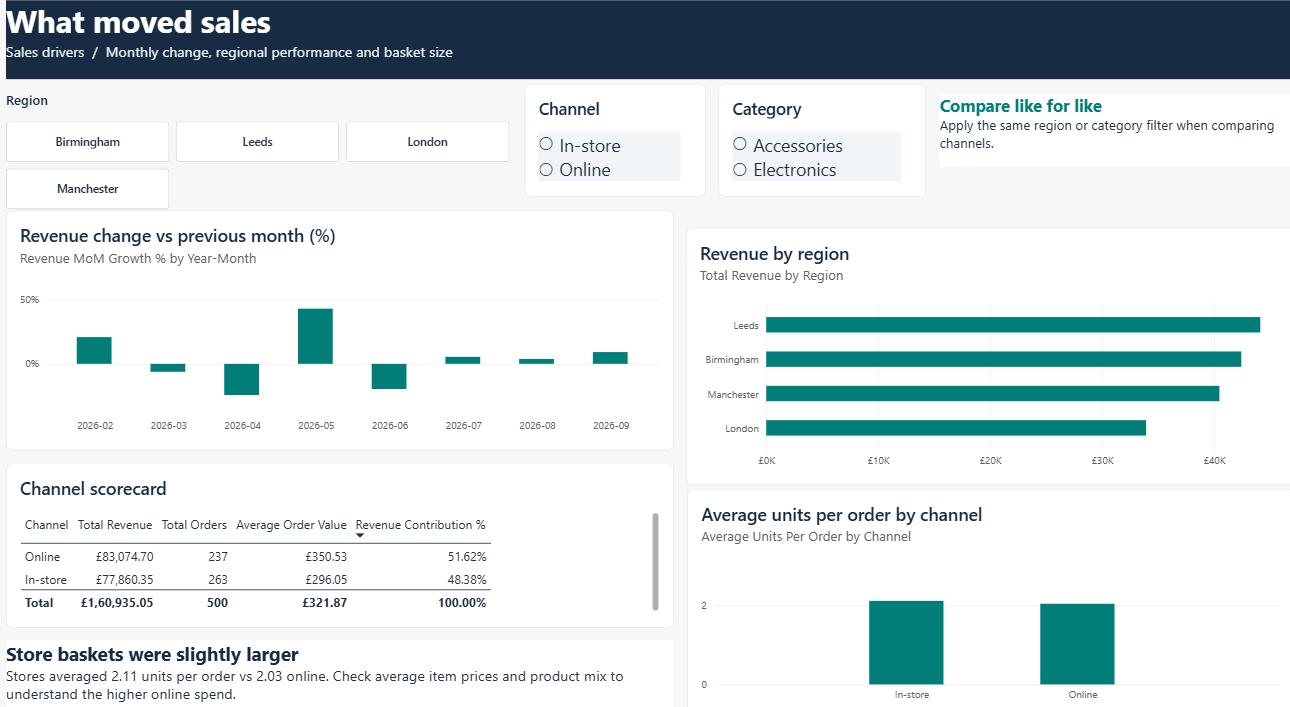 What moved sales
Sales drivers / Monthly change, regional performance and basket size
Region
Birmingham
Leeds
London
Manchester
Channel
In-store
Online
Category
Accessories
Electronics
Compare like for like
Apply the same region or category filter when comparing
channels.
Revenue change vs previous month (%)
Revenue MoM Growth % by Year-Month
50%
0%
2026-02 2026-03 2026-04 2026-05 2026-06 2026-07 2026-08 2026-09
Revenue by region
Total Revenue by Region
Leeds
Birmingham
Manchester
London
£0K £10K £20K £30K £40K
Channel scorecard
Channel Total Revenue Total Orders Average Order Value Revenue Contribution %
Online £83,074.70 237 £350.53 51.62%
In-store £77,860.35 263 £296.05 48.38%
Total £1,60,935.05 500 £321.87 100.00%
Average units per order by channel
Average Units Per Order by Channel
2
0
In-store Online
Store baskets were slightly larger
Stores averaged 2.11 units per order vs 2.03 online. Check average item prices and product mix to
understand the higher online spend.